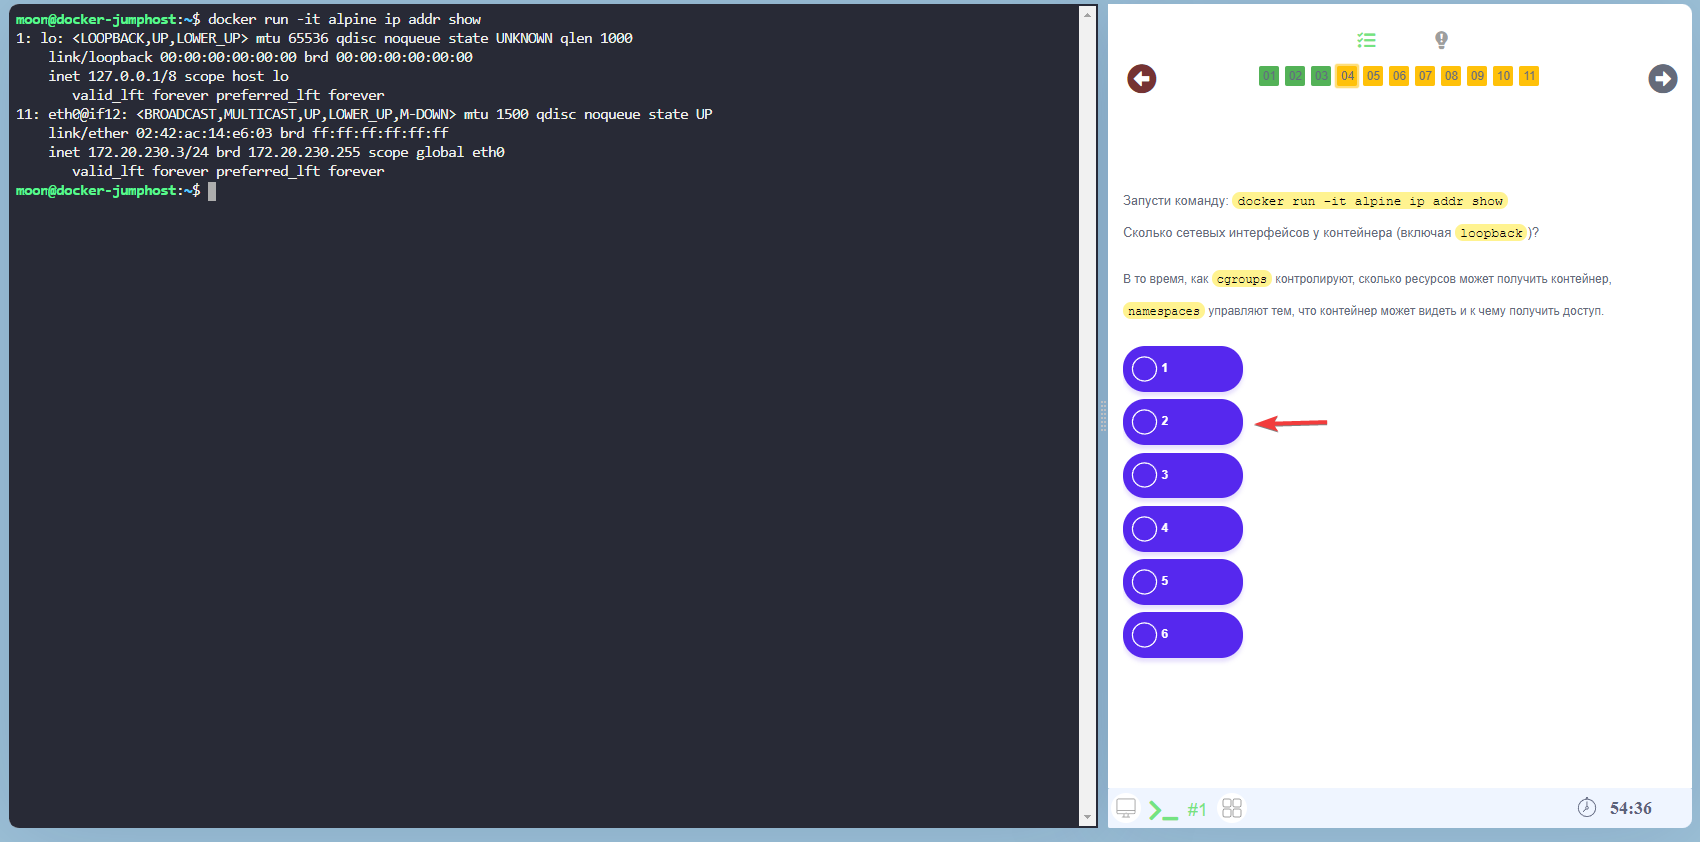 moon@docker-jumphost:~$ docker run -it alpine ip addr show
1: lo: <LOOPBACK,UP,LOWER_UP> mtu 65536 qdisc noqueue state UNKNOWN qlen 1000
    link/loopback 00:00:00:00:00:00 brd 00:00:00:00:00:00
    inet 127.0.0.1/8 scope host lo
       valid_lft forever preferred_lft forever
11: eth0@if12: <BROADCAST,MULTICAST,UP,LOWER_UP,M-DOWN> mtu 1500 qdisc noqueue state UP
    link/ether 02:42:ac:14:e6:03 brd ff:ff:ff:ff:ff:ff
    inet 172.20.230.3/24 brd 172.20.230.255 scope global eth0
       valid_lft forever preferred_lft forever
moon@docker-jumphost:~$
01 02 03 04 05 06 07 08 09 10 11
Запусти команду: docker run -it alpine ip addr show
Сколько сетевых интерфейсов у контейнера (включая loopback)?
В то время, как cgroups контролируют, сколько ресурсов может получить контейнер,
namespaces управляют тем, что контейнер может видеть и к чему получить доступ.
1
2
3
4
5
6
#1
54:36